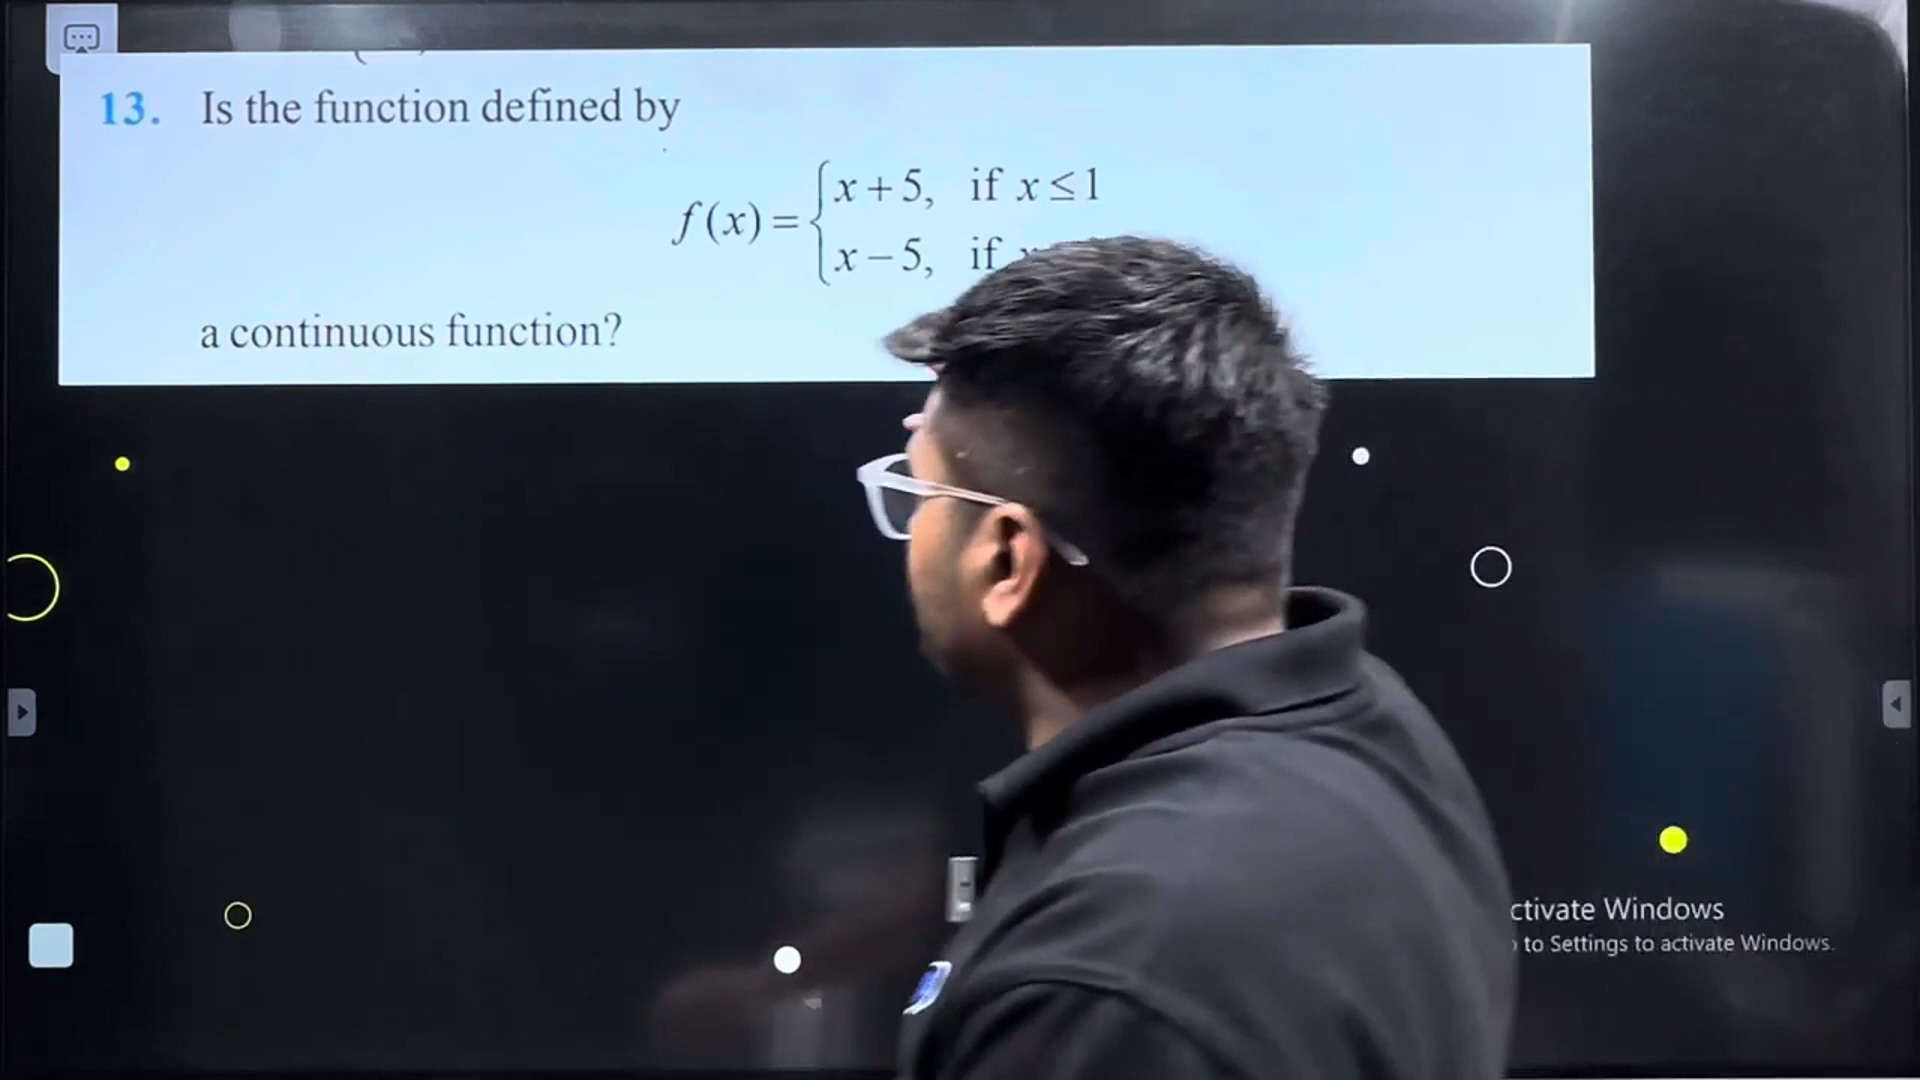 13. Is the function defined by
f(x) = { x + 5, if x ≤ 1
x − 5, if
a continuous function?
ctivate Windows
to Settings to activate Windows.